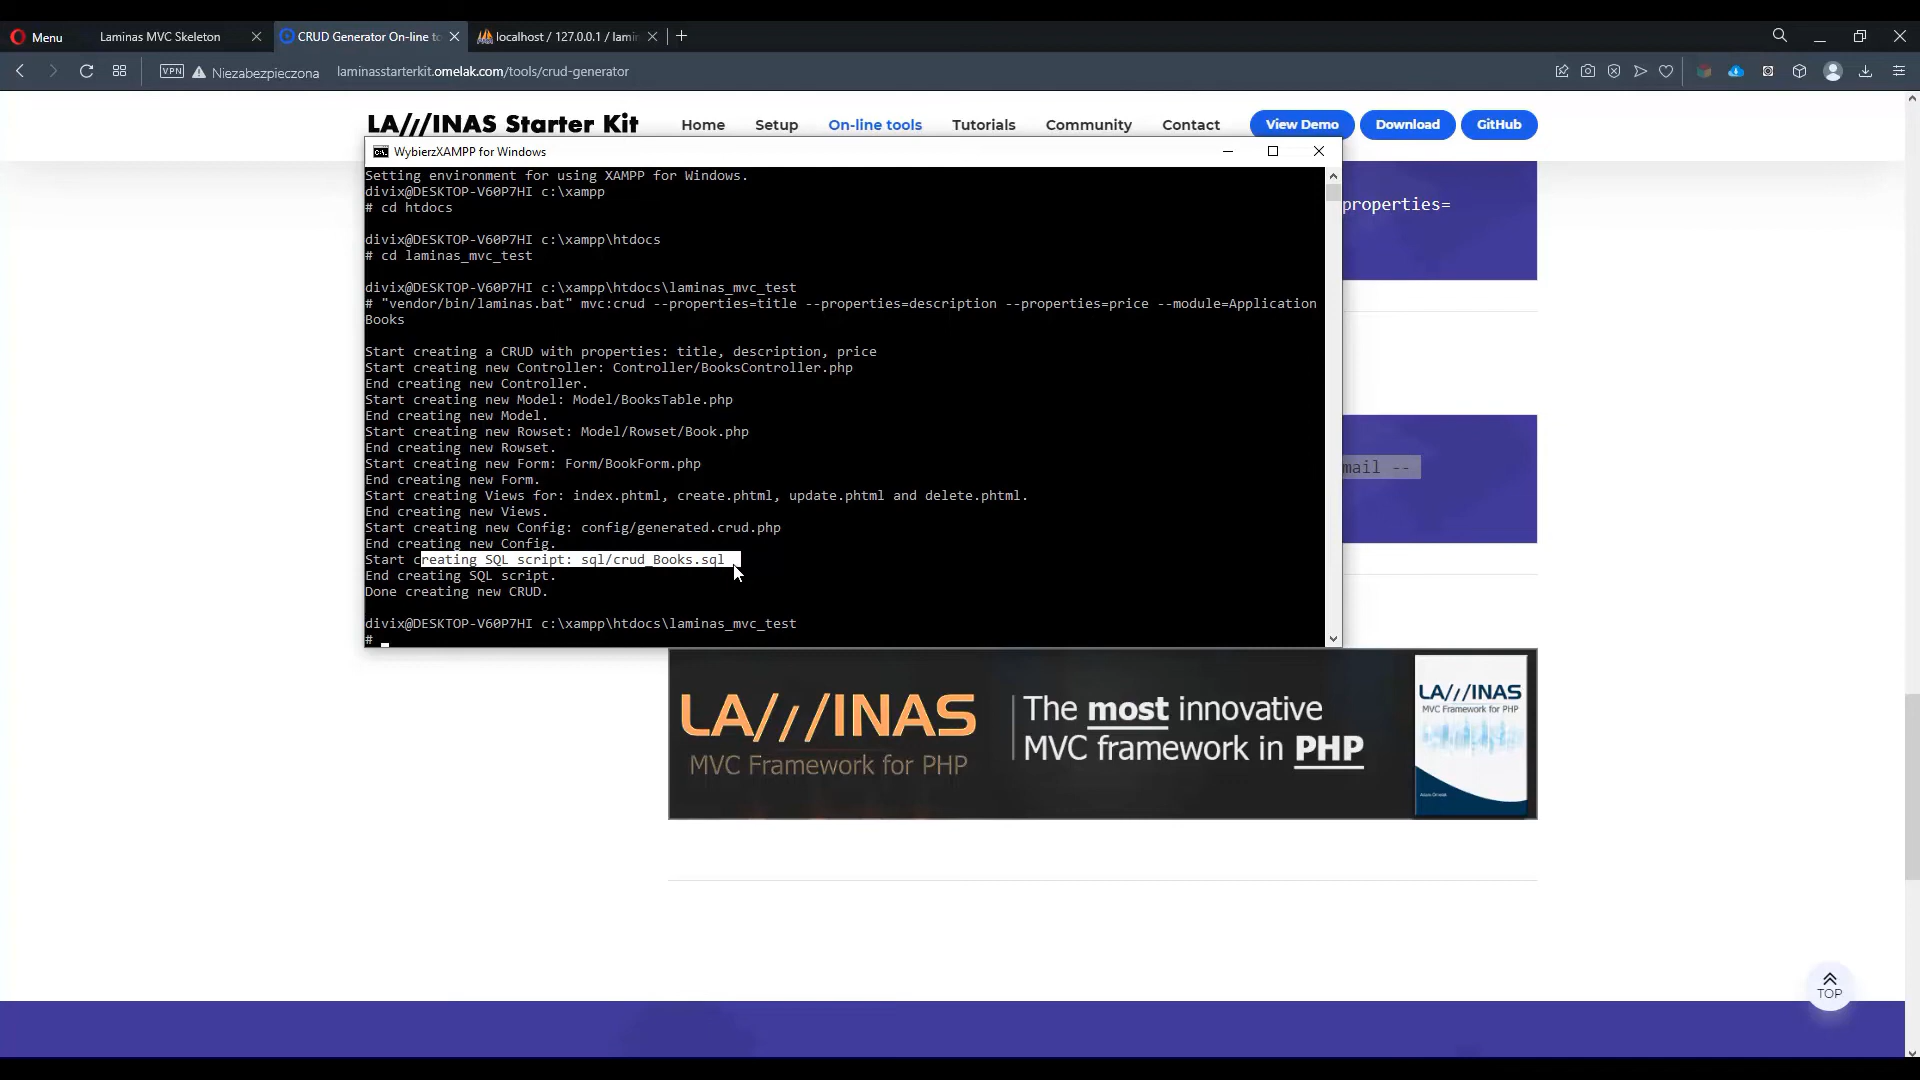 Menu
Laminas MVC Skeleton
CRUD Generator On-line to
localhost / 127.0.0.1 / lamin
VPN
Niezabezpieczona
laminasstarterkit.omelak.com/tools/crud-generator
LA///INAS Starter Kit
Home
Setup
On-line tools
Tutorials
Community
Contact
View Demo
Download
GitHub
WybierzXAMPP for Windows
Setting environment for using XAMPP for Windows.
divix@DESKTOP-V60P7HI c:\xampp
# cd htdocs
divix@DESKTOP-V60P7HI c:\xampp\htdocs
# cd laminas_mvc_test
divix@DESKTOP-V60P7HI c:\xampp\htdocs\laminas_mvc_test
# "vendor/bin/laminas.bat" mvc:crud --properties=title --properties=description --properties=price --module=Application
Books
Start creating a CRUD with properties: title, description, price
Start creating new Controller: Controller/BooksController.php
End creating new Controller.
Start creating new Model: Model/BooksTable.php
End creating new Model.
Start creating new Rowset: Model/Rowset/Book.php
End creating new Rowset.
Start creating new Form: Form/BookForm.php
End creating new Form.
Start creating Views for: index.phtml, create.phtml, update.phtml and delete.phtml.
End creating new Views.
Start creating new Config: config/generated.crud.php
End creating new Config.
Start creating SQL script: sql/crud_Books.sql
End creating SQL script.
Done creating new CRUD.
divix@DESKTOP-V60P7HI c:\xampp\htdocs\laminas_mvc_test
#
properties=
mail --
LA///INAS
MVC Framework for PHP
The most innovative
MVC framework in PHP
LA///INAS
MVC Framework for PHP
TOP